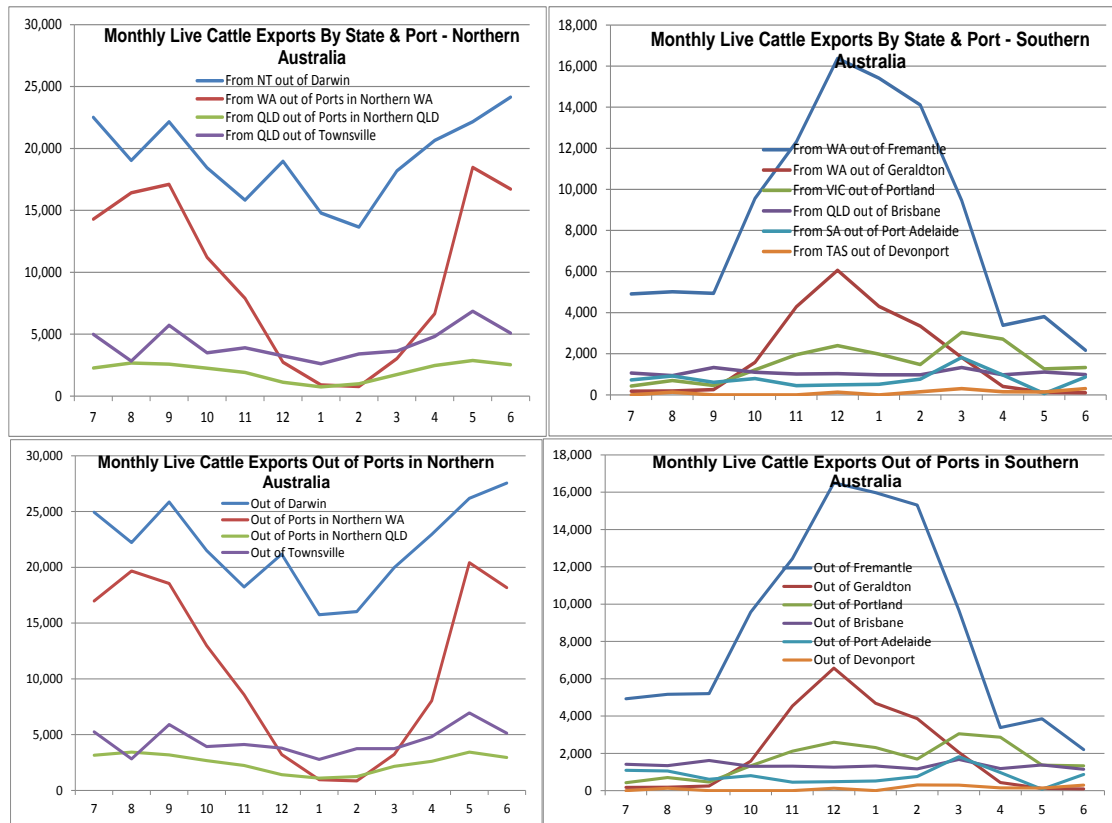 Monthly Live Cattle Exports By State & Port - Northern
Australia
From NT out of Darwin
From WA out of Ports in Northern WA
From QLD out of Ports in Northern QLD
From QLD out of Townsville
30,000
25,000
20,000
15,000
10,000
5,000
0
7 8 9 10 11 12 1 2 3 4 5 6
Monthly Live Cattle Exports By State & Port - Southern
Australia
From WA out of Fremantle
From WA out of Geraldton
From VIC out of Portland
From QLD out of Brisbane
From SA out of Port Adelaide
From TAS out of Devonport
18,000
16,000
14,000
12,000
10,000
8,000
6,000
4,000
2,000
0
7 8 9 10 11 12 1 2 3 4 5 6
Monthly Live Cattle Exports Out of Ports in Northern
Australia
Out of Darwin
Out of Ports in Northern WA
Out of Ports in Northern QLD
Out of Townsville
30,000
25,000
20,000
15,000
10,000
5,000
0
7 8 9 10 11 12 1 2 3 4 5 6
Monthly Live Cattle Exports Out of Ports in Southern
Australia
Out of Fremantle
Out of Geraldton
Out of Portland
Out of Brisbane
Out of Port Adelaide
Out of Devonport
18,000
16,000
14,000
12,000
10,000
8,000
6,000
4,000
2,000
0
7 8 9 10 11 12 1 2 3 4 5 6